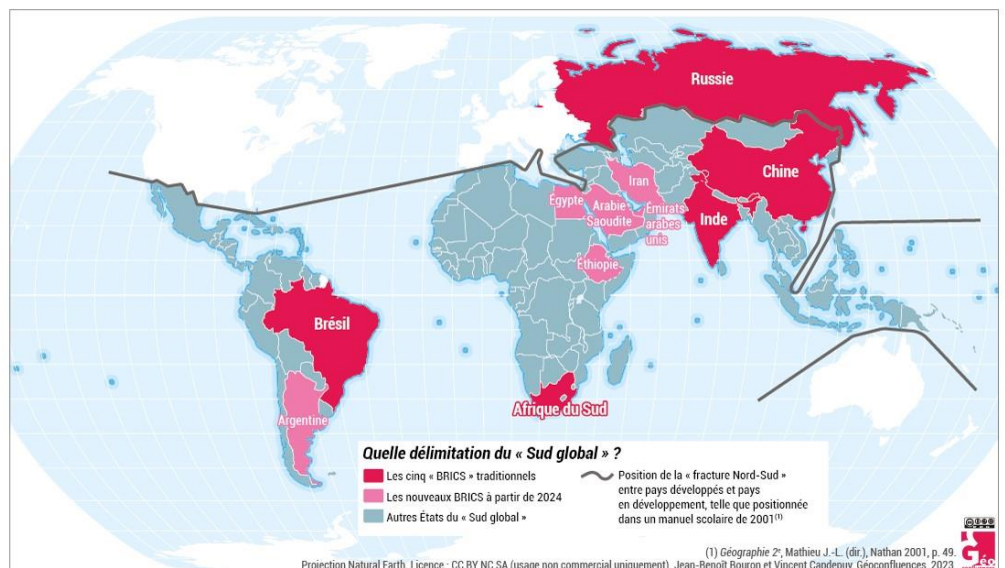 Russie
Chine
Iran
Égypte
Arabie
Saoudite
Émirats
arabes
unis
Inde
Éthiopie
Brésil
Afrique du Sud
Argentine
Quelle délimitation du « Sud global » ?
Les cinq « BRICS » traditionnels
Les nouveaux BRICS à partir de 2024
Autres États du « Sud global »
Position de la « fracture Nord-Sud »
entre pays développés et pays
en développement, telle que positionnée
dans un manuel scolaire de 2001(1)
(1) Géographie 2e, Mathieu J.-L. (dir.), Nathan 2001, p. 49.
Projection Natural Earth. Licence : CC BY NC SA (usage non commercial uniquement). Jean-Benoît Bouron et Vincent Capdepuy, Géoconfluences, 2023
Géo